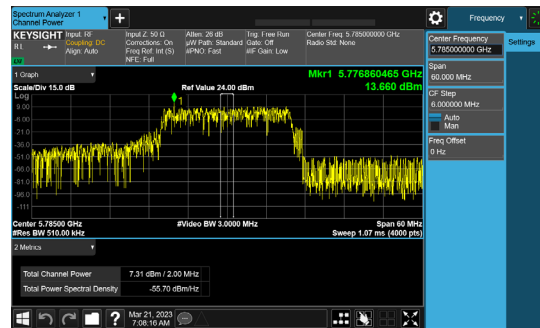 Spectrum Analyzer 1
Channel Power
Frequency
KEYSIGHT
Input: RF
Coupling: DC
Align: Auto
Input Z: 50 Ω
Corrections: On
Freq Ref: Int (S)
NFE: Full
Atten: 26 dB
µW Path: Standard
#PNO: Fast
Trig: Free Run
Gate: Off
#IF Gain: Low
Center Freq: 5.785000000 GHz
Radio Std: None
RL
Center Frequency
5.785000000 GHz
Settings
Span
60.000 MHz
CF Step
6.000000 MHz
Auto
Man
Freq Offset
0 Hz
1 Graph
Mkr1 5.776860465 GHz
13.660 dBm
Scale/Div 15.0 dB
Ref Value 24.00 dBm
Log
1
9.00
-6.00
-21.0
-36.0
-51.0
-66.0
-81.0
-96.0
-111
Center 5.78500 GHz
#Res BW 510.00 kHz
#Video BW 3.0000 MHz
Span 60 MHz
Sweep 1.07 ms (4000 pts)
2 Metrics
Total Channel Power 7.31 dBm / 2.00 MHz
Total Power Spectral Density -55.70 dBm/Hz
?
Mar 21, 2023
7:08:16 AM